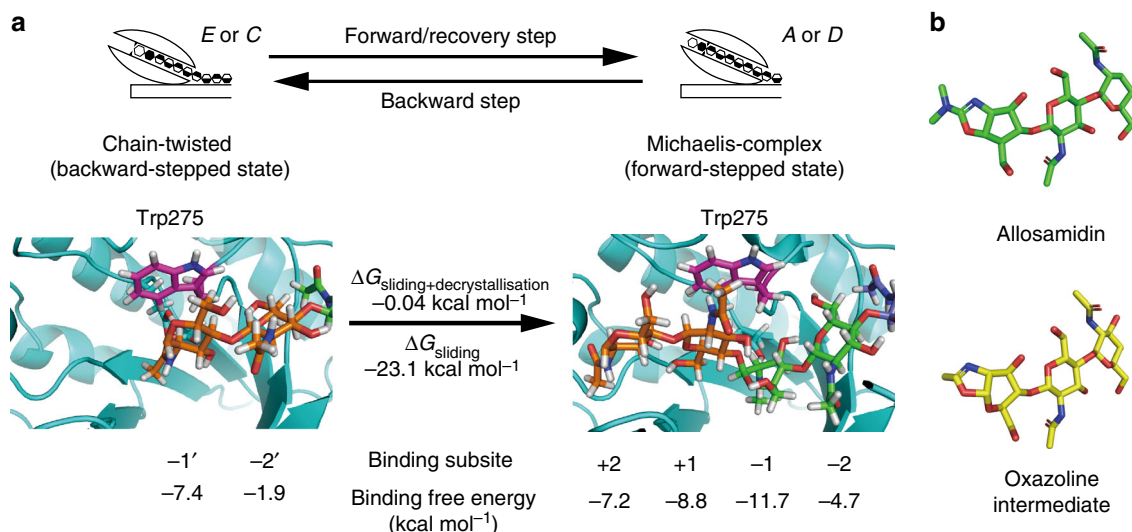 a
E or C
Forward/recovery step
A or D
Backward step
Chain-twisted
(backward-stepped state)
Michaelis-complex
(forward-stepped state)
Trp275
Trp275
ΔGsliding+decrystallisation
−0.04 kcal mol−1
ΔGsliding
−23.1 kcal mol−1
−1′ −2′ Binding subsite +2 +1 −1 −2
−7.4 −1.9 Binding free energy −7.2 −8.8 −11.7 −4.7
(kcal mol−1)
b
Allosamidin
Oxazoline
intermediate